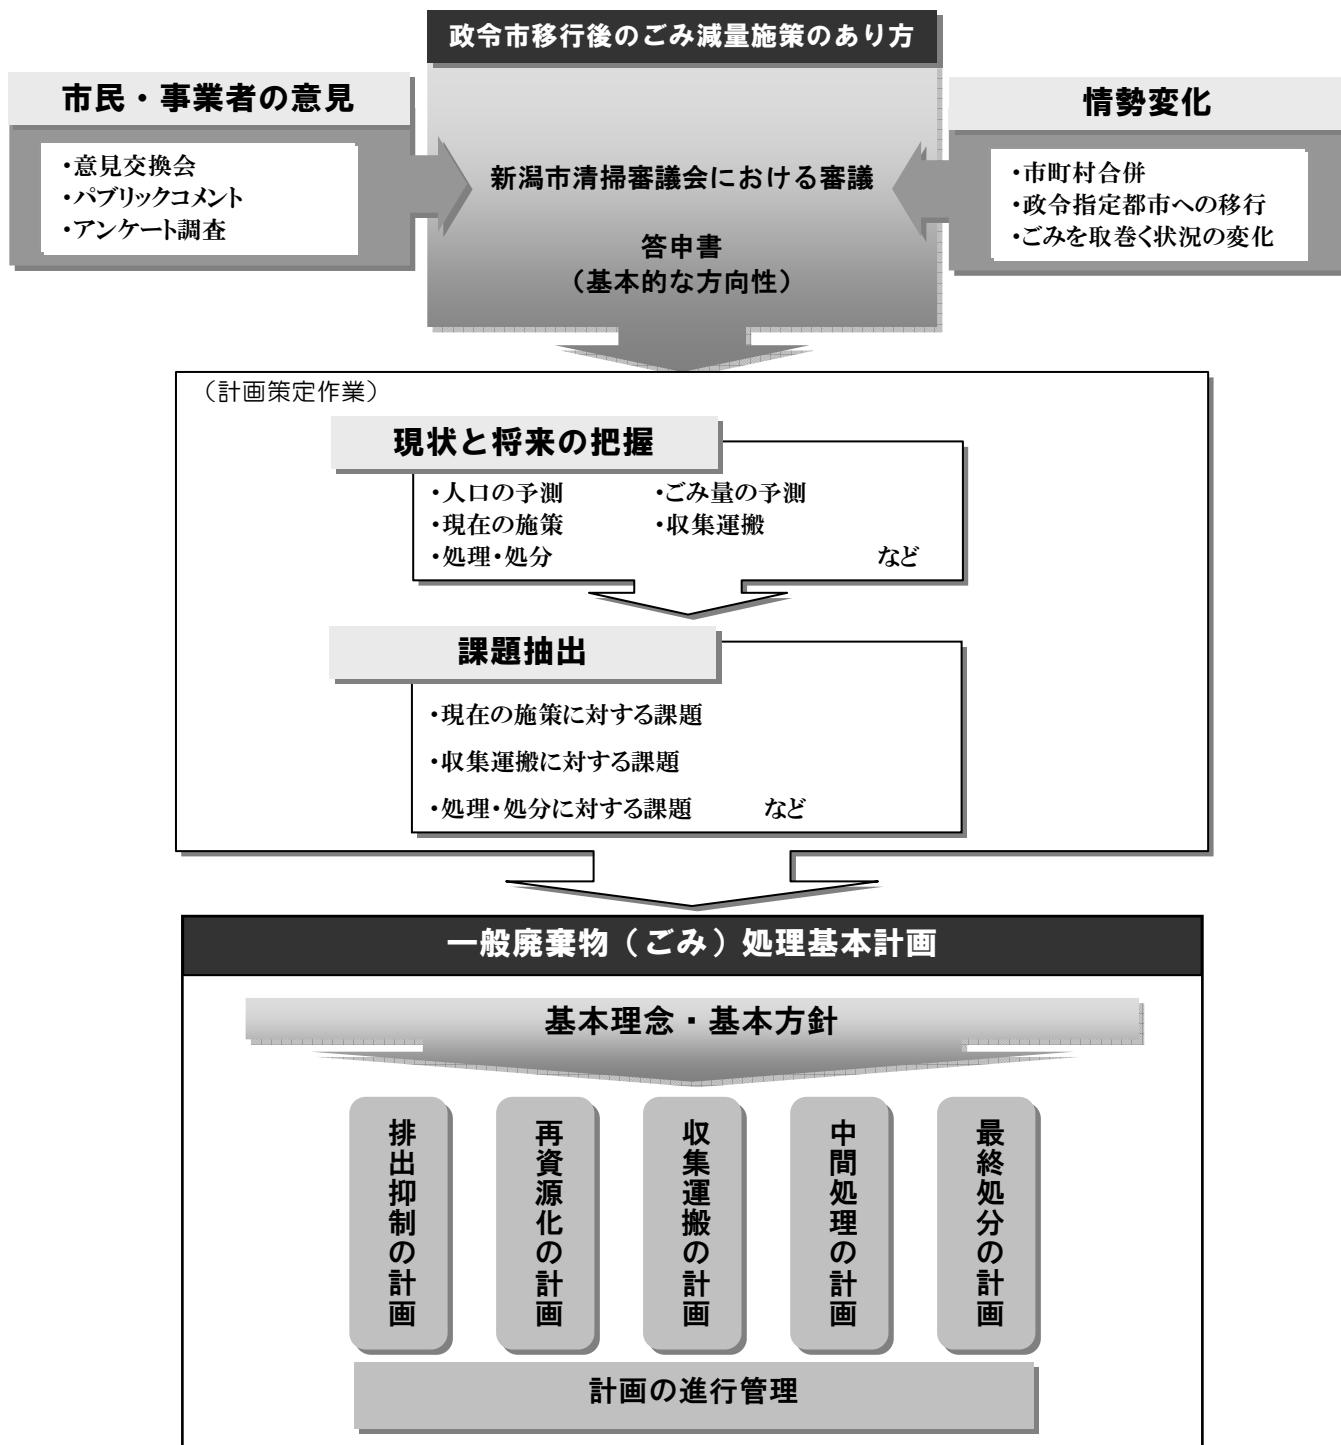 政令市移行後のごみ減量施策のあり方
市民・事業者の意見
・意見交換会
・パブリックコメント
・アンケート調査
新潟市清掃審議会における審議
答申書
（基本的な方向性）
情勢変化
・市町村合併
・政令指定都市への移行
・ごみを取巻く状況の変化
（計画策定作業）
現状と将来の把握
・人口の予測 ・ごみ量の予測
・現在の施策 ・収集運搬
・処理・処分 など
課題抽出
・現在の施策に対する課題
・収集運搬に対する課題
・処理・処分に対する課題 など
一般廃棄物（ごみ）処理基本計画
基本理念・基本方針
排出抑制の計画
再資源化の計画
収集運搬の計画
中間処理の計画
最終処分の計画
計画の進行管理